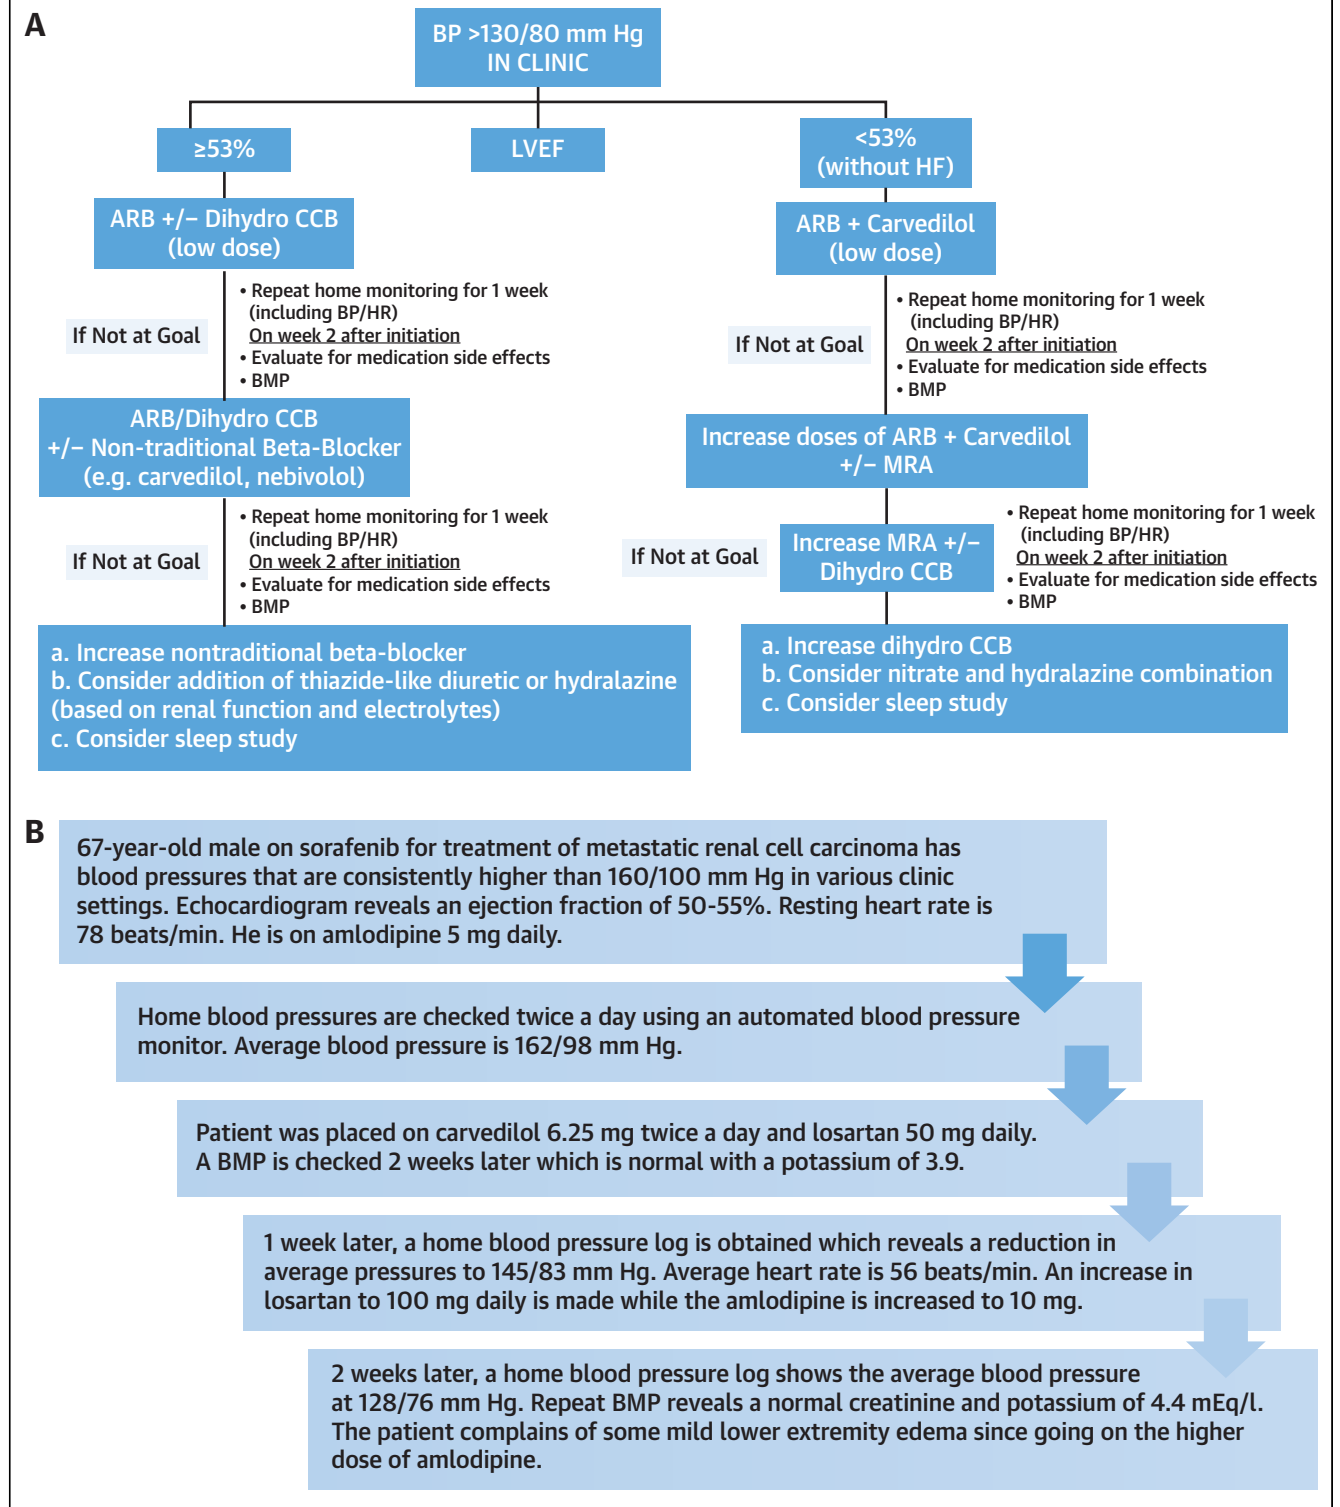 A
BP >130/80 mm Hg
IN CLINIC
≥53%
LVEF
<53%
(without HF)
ARB +/− Dihydro CCB
(low dose)
• Repeat home monitoring for 1 week
(including BP/HR)
On week 2 after initiation
• Evaluate for medication side effects
• BMP
If Not at Goal
ARB/Dihydro CCB
+/− Non-traditional Beta-Blocker
(e.g. carvedilol, nebivolol)
• Repeat home monitoring for 1 week
(including BP/HR)
On week 2 after initiation
• Evaluate for medication side effects
• BMP
If Not at Goal
a. Increase nontraditional beta-blocker
b. Consider addition of thiazide-like diuretic or hydralazine
(based on renal function and electrolytes)
c. Consider sleep study
ARB + Carvedilol
(low dose)
• Repeat home monitoring for 1 week
(including BP/HR)
On week 2 after initiation
• Evaluate for medication side effects
• BMP
If Not at Goal
Increase doses of ARB + Carvedilol
+/− MRA
If Not at Goal
Increase MRA +/−
Dihydro CCB
• Repeat home monitoring for 1 week
(including BP/HR)
On week 2 after initiation
• Evaluate for medication side effects
• BMP
a. Increase dihydro CCB
b. Consider nitrate and hydralazine combination
c. Consider sleep study
B
67-year-old male on sorafenib for treatment of metastatic renal cell carcinoma has
blood pressures that are consistently higher than 160/100 mm Hg in various clinic
settings. Echocardiogram reveals an ejection fraction of 50-55%. Resting heart rate is
78 beats/min. He is on amlodipine 5 mg daily.
Home blood pressures are checked twice a day using an automated blood pressure
monitor. Average blood pressure is 162/98 mm Hg.
Patient was placed on carvedilol 6.25 mg twice a day and losartan 50 mg daily.
A BMP is checked 2 weeks later which is normal with a potassium of 3.9.
1 week later, a home blood pressure log is obtained which reveals a reduction in
average pressures to 145/83 mm Hg. Average heart rate is 56 beats/min. An increase in
losartan to 100 mg daily is made while the amlodipine is increased to 10 mg.
2 weeks later, a home blood pressure log shows the average blood pressure
at 128/76 mm Hg. Repeat BMP reveals a normal creatinine and potassium of 4.4 mEq/l.
The patient complains of some mild lower extremity edema since going on the higher
dose of amlodipine.